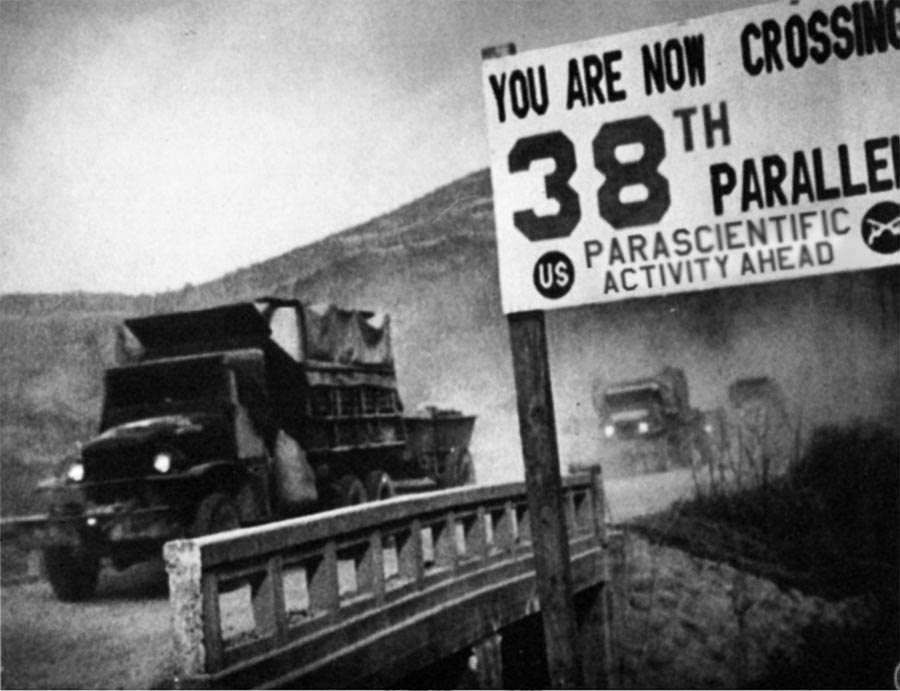 YOU ARE NOW CROSSING
38TH
PARALLEL
US PARASCIENTIFIC
ACTIVITY AHEAD